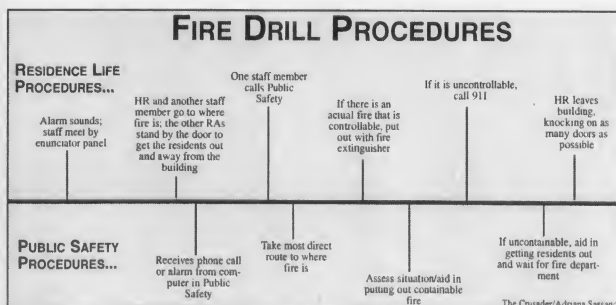 FIRE DRILL PROCEDURES
RESIDENCE LIFE
PROCEDURES...
Alarm sounds;
staff meet by
enunciator panel
HR and another staff
member go to where
fire is; the other RAs
stand by the door to
get the residents out
and away from the
building
One staff member
calls Public
Safety
If there is an
actual fire that is
controllable, put
out with fire
extinguisher
If it is uncontrollable,
call 911
HR leaves
building,
knocking on as
many doors as
possible
PUBLIC SAFETY
PROCEDURES...
Receives phone call
or alarm from com-
puter in Public
Safety
Take most direct
route to where
fire is
Assess situation/aid in
putting out containable
fire
If uncontainable, aid in
getting residents out
and wait for fire depart-
ment
The Crusader/Adriana